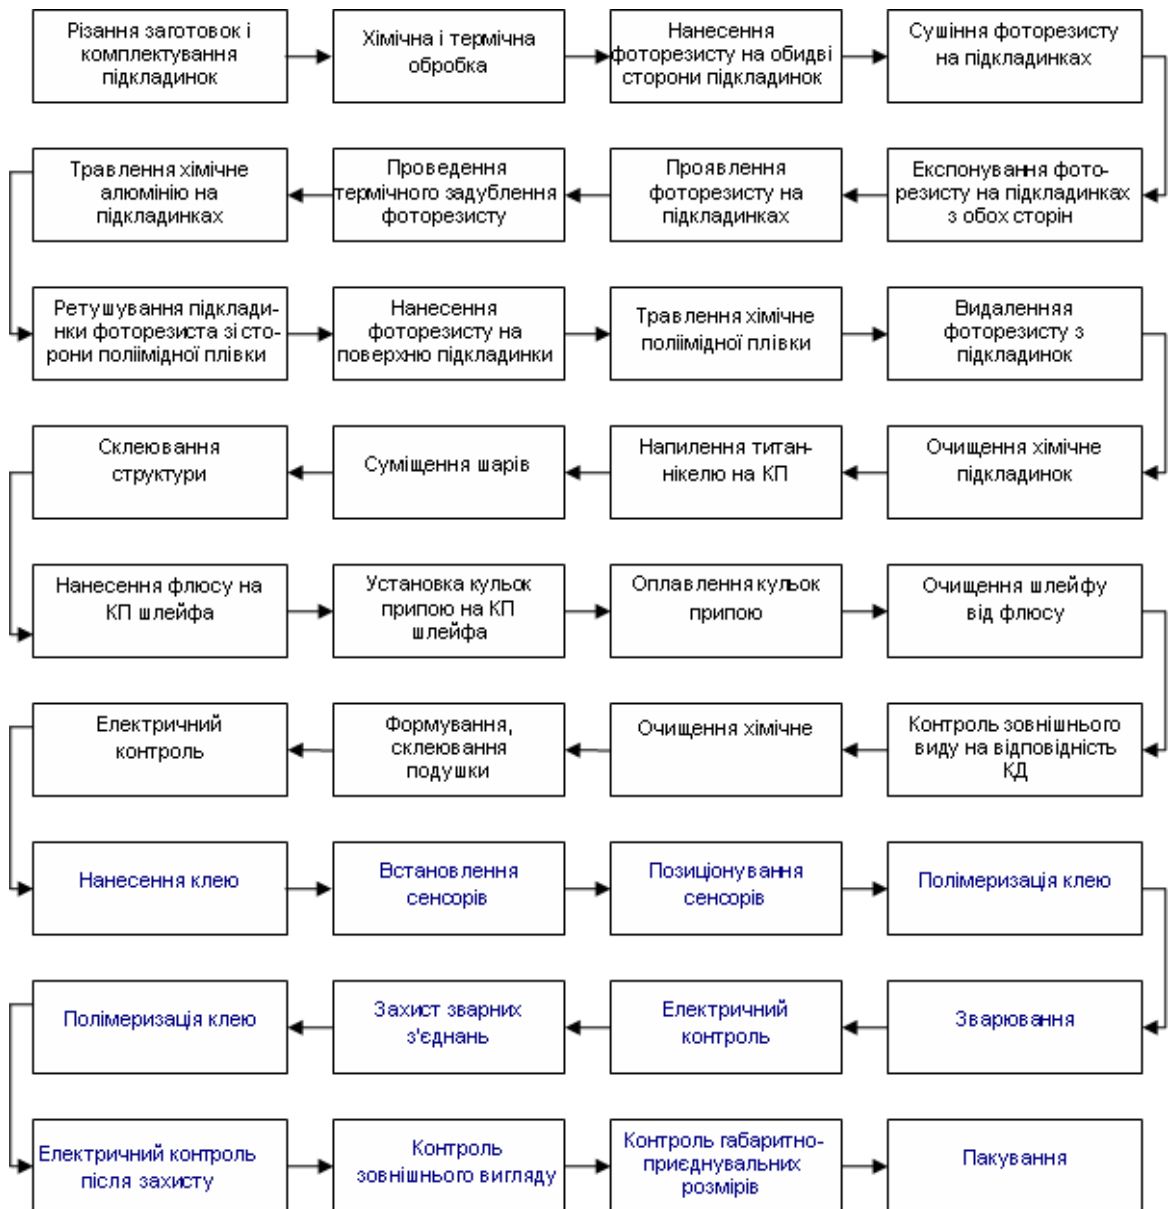 Різання заготовок і
комплектування
підкладинок
Хімічна і термічна
обробка
Нанесення
фоторезисту на обидві
сторони підкладинок
Сушіння фоторезисту
на підкладинках
Експонування фото-
резисту на підкладинках
з обох сторін
Проявлення
фоторезисту на
підкладинках
Проведення
термічного задублення
фоторезисту
Травлення хімічне
алюмінію на
підкладинках
Ретушування підклади-
нки фоторезиста зі сто-
рони поліімідної плівки
Нанесення
фоторезисту на
поверхню підкладинки
Травлення хімічне
поліімідної плівки
Видаленняя
фоторезисту з
підкладинок
Очищення хімічне
підкладинок
Напилення титан-
нікелю на КП
Суміщення шарів
Склеювання
структури
Нанесення флюсу на
КП шлейфа
Установка кульок
припою на КП
шлейфа
Оплавлення кульок
припою
Очищення шлейфу
від флюсу
Контроль зовнішнього
виду на відповідність
КД
Очищення хімічне
Формування,
склеювання
подушки
Електричний
контроль
Нанесення клею
Встановлення
сенсорів
Позиціонування
сенсорів
Полімеризація клею
Зварювання
Електричний
контроль
Захист зварних
з'єднань
Полімеризація клею
Електричний контроль
після захисту
Контроль
зовнішнього вигляду
Контроль габаритно-
приєднувальних
розмірів
Пакування